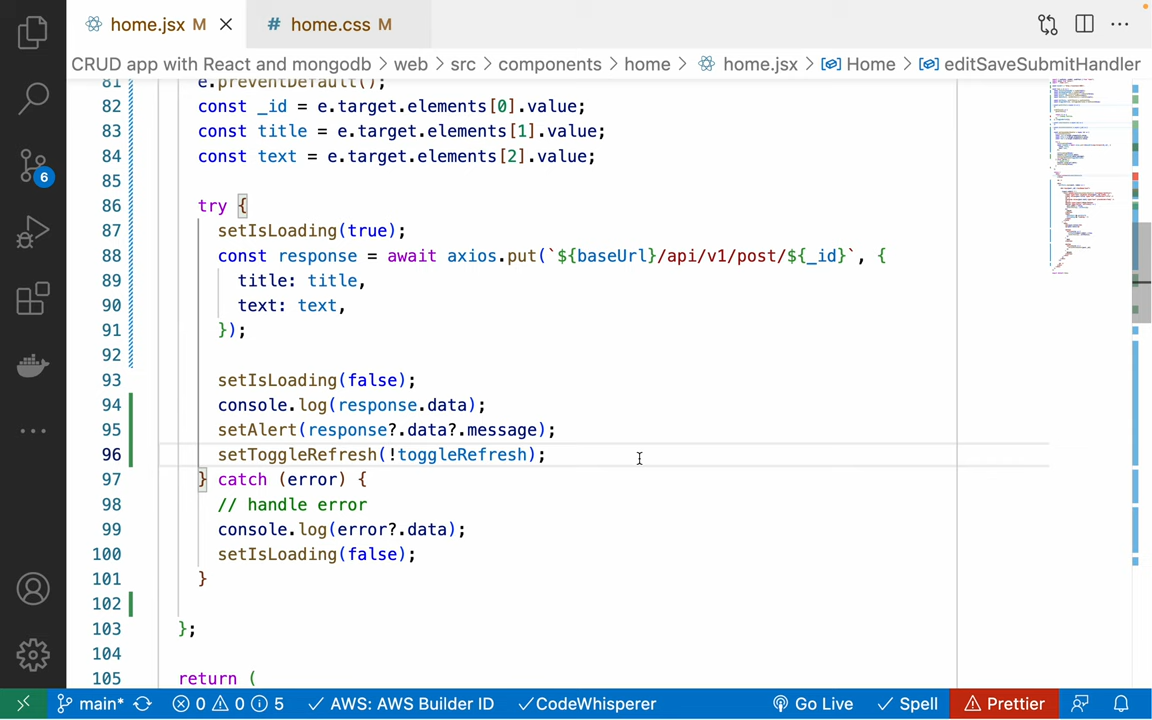 home.jsx M
# home.css M
CRUD app with React and mongodb > web > src > components > home > home.jsx > Home > editSaveSubmitHandler
81 e.preventDefault();
82 const _id = e.target.elements[0].value;
83 const title = e.target.elements[1].value;
84 const text = e.target.elements[2].value;
85
86 try {
87 setIsLoading(true);
88 const response = await axios.put(`${baseUrl}/api/v1/post/${_id}`, {
89 title: title,
90 text: text,
91 });
92
93 setIsLoading(false);
94 console.log(response.data);
95 setAlert(response?.data?.message);
96 setToggleRefresh(!toggleRefresh);
97 } catch (error) {
98 // handle error
99 console.log(error?.data);
100 setIsLoading(false);
101 }
102
103 };
104
105 return (
6
main* 0 0 5 AWS: AWS Builder ID CodeWhisperer Go Live Spell Prettier